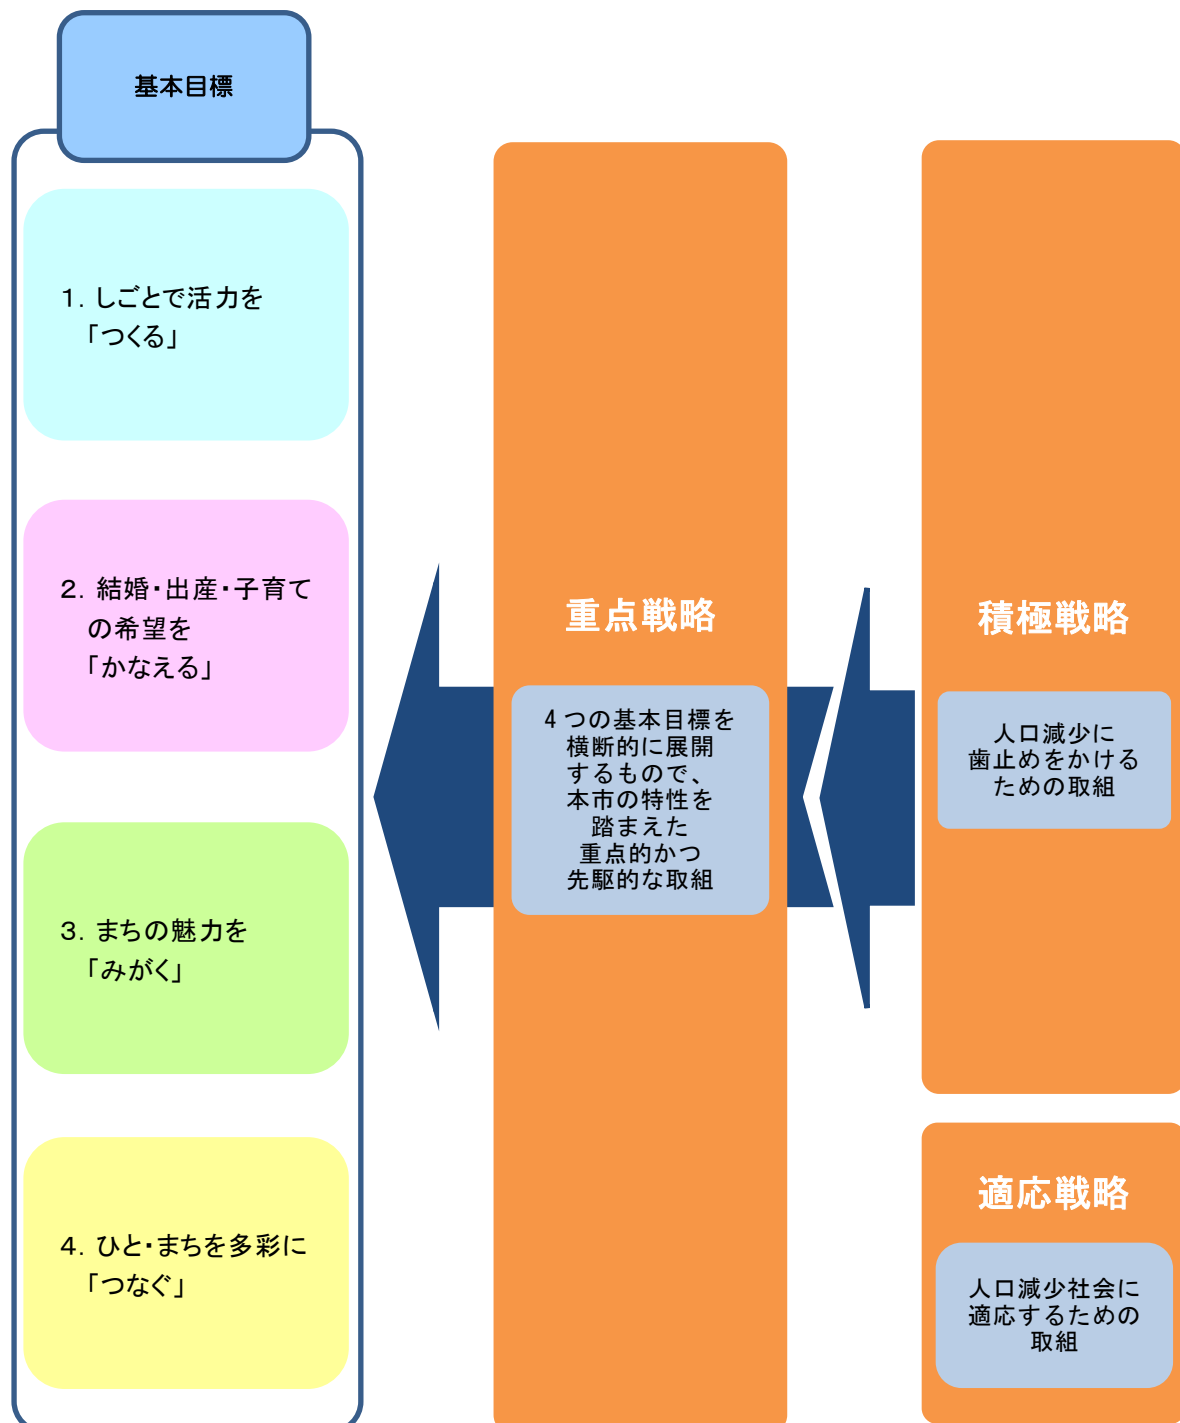 基本目標
１．しごとで活力を
「つくる」
２．結婚・出産・子育て
の希望を
「かなえる」
３．まちの魅力を
「みがく」
４．ひと・まちを多彩に
「つなぐ」
重点戦略
４つの基本目標を
横断的に展開
するもので、
本市の特性を
踏まえた
重点的かつ
先駆的な取組
積極戦略
人口減少に
歯止めをかける
ための取組
適応戦略
人口減少社会に
適応するための
取組